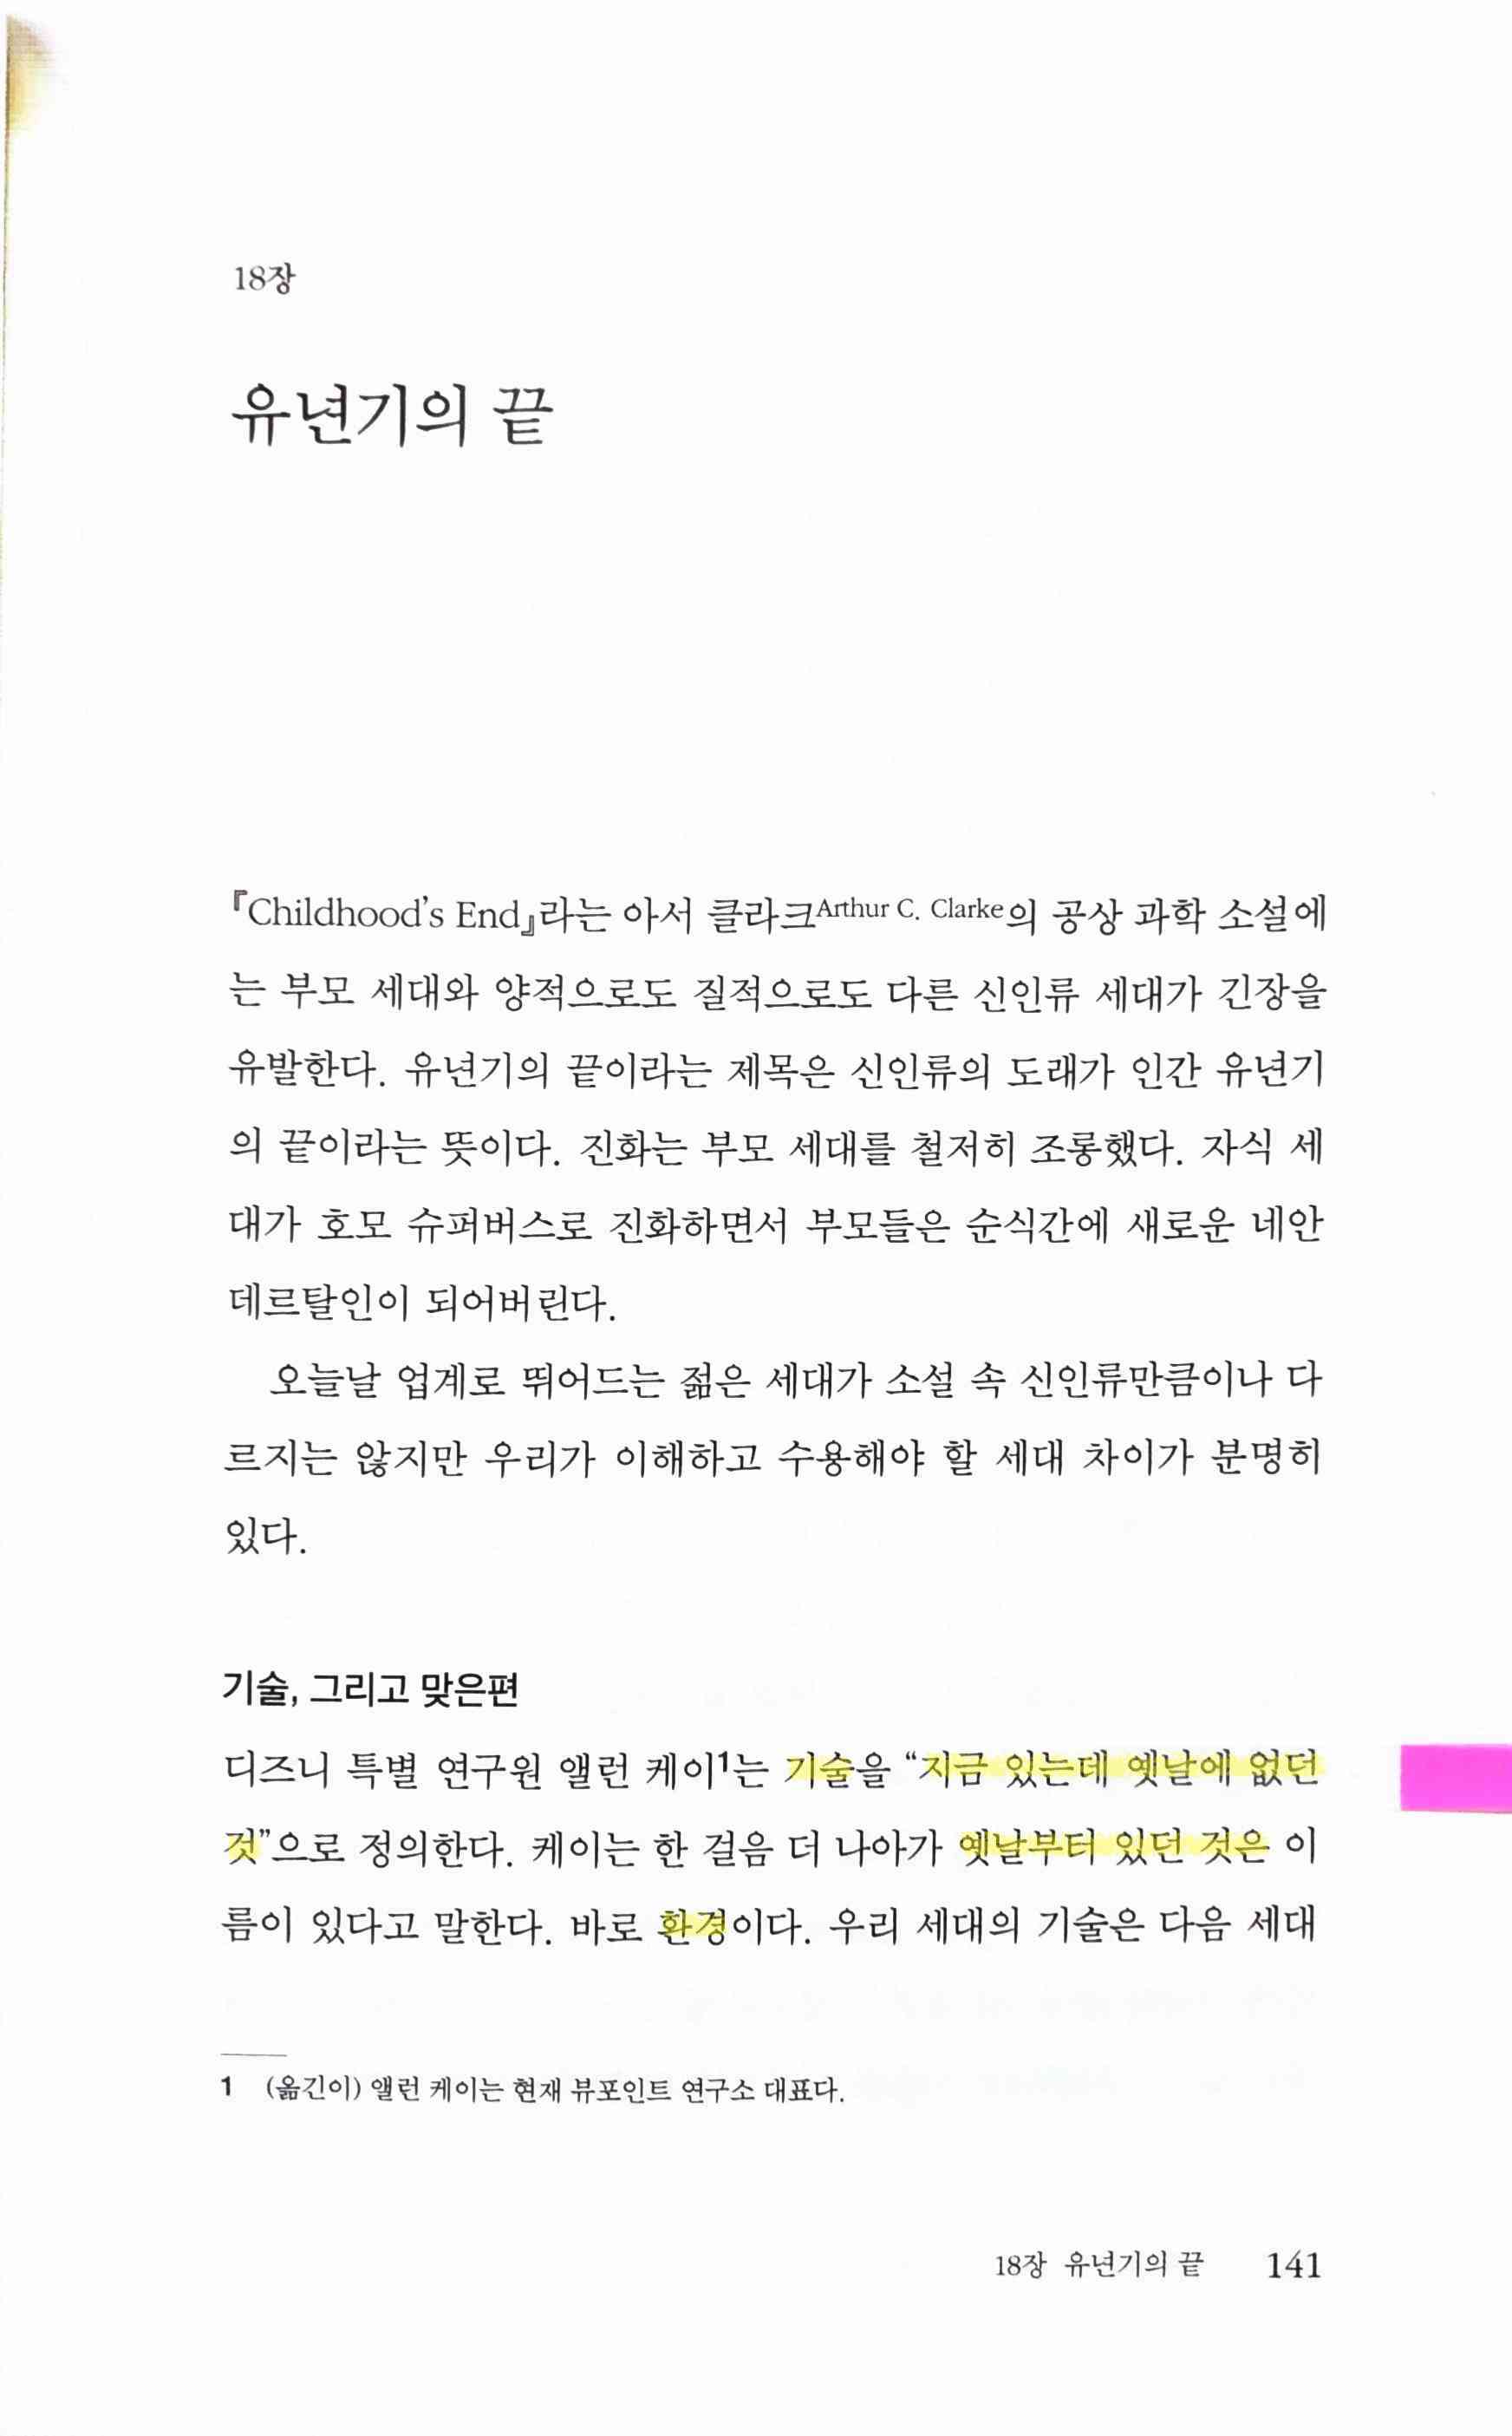 18장
유년기의 끝
『Childhood's End』라는 아서 클라크Arthur C. Clarke의 공상 과학 소설에
는 부모 세대와 양적으로도 질적으로도 다른 신인류 세대가 긴장을
유발한다. 유년기의 끝이라는 제목은 신인류의 도래가 인간 유년기
의 끝이라는 뜻이다. 진화는 부모 세대를 철저히 조롱했다. 자식 세
대가 호모 슈퍼버스로 진화하면서 부모들은 순식간에 새로운 네안
데르탈인이 되어버린다.
오늘날 업계로 뛰어드는 젊은 세대가 소설 속 신인류만큼이나 다
르지는 않지만 우리가 이해하고 수용해야 할 세대 차이가 분명히
있다.
기술, 그리고 맞은편
디즈니 특별 연구원 앨런 케이1는 기술을 “지금 있는데 옛날에 없던
것”으로 정의한다. 케이는 한 걸음 더 나아가 옛날부터 있던 것은 이
름이 있다고 말한다. 바로 환경이다. 우리 세대의 기술은 다음 세대
1 (옮긴이) 앨런 케이는 현재 뷰포인트 연구소 대표다.
18장 유년기의 끝 141